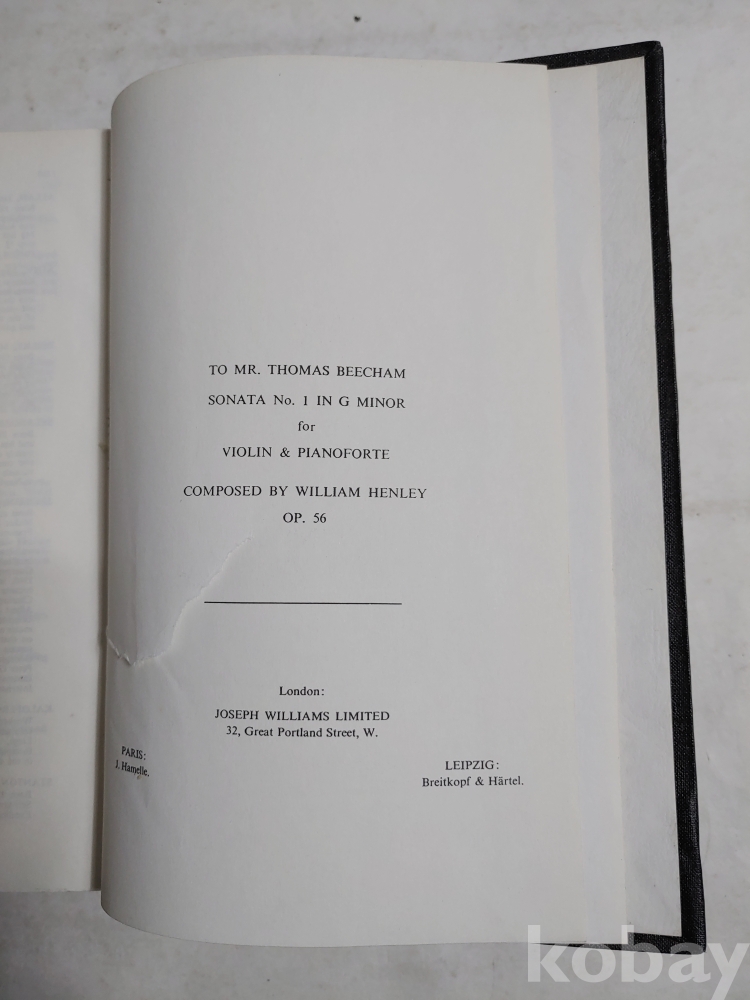 TO MR. THOMAS BEECHAM
SONATA No. 1 IN G MINOR
for
VIOLIN & PIANOFORTE
COMPOSED BY WILLIAM HENLEY
OP. 56
London:
JOSEPH WILLIAMS LIMITED
32, Great Portland Street, W.
PARIS:
J. Hamelle.
LEIPZIG:
Breitkopf & Härtel.
kobay